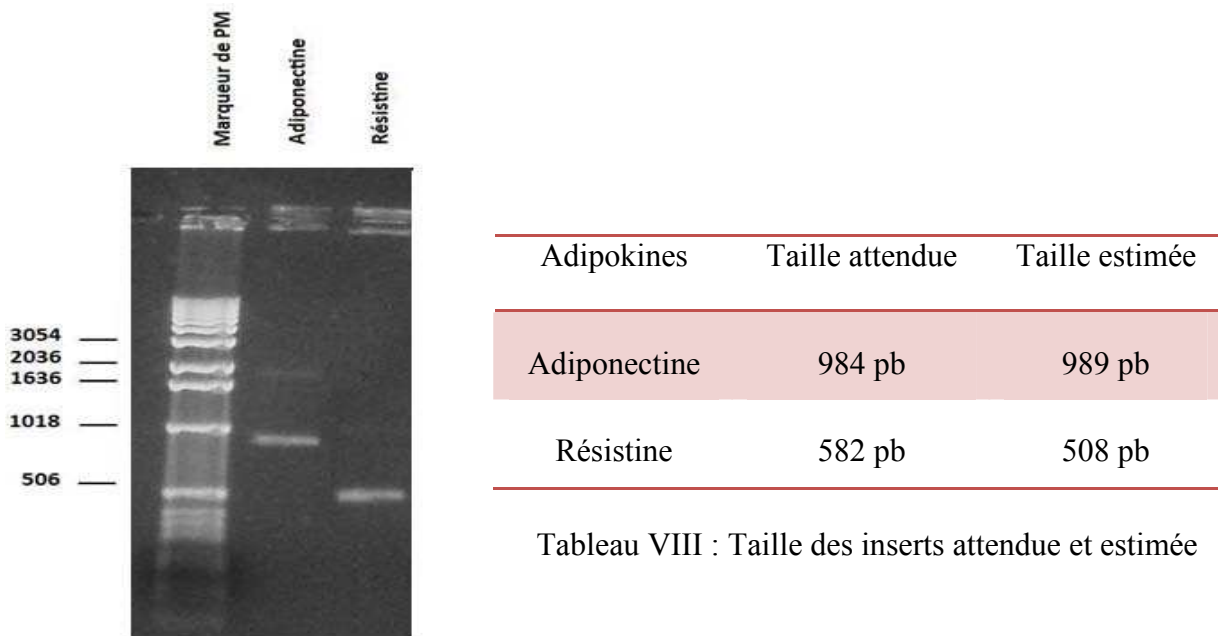 Marqueur de PM
Adiponectine
Résistine
3054
2036
1636
1018
506
Adipokines Taille attendue Taille estimée
Adiponectine 984 pb 989 pb
Résistine 582 pb 508 pb
Tableau VIII : Taille des inserts attendue et estimée